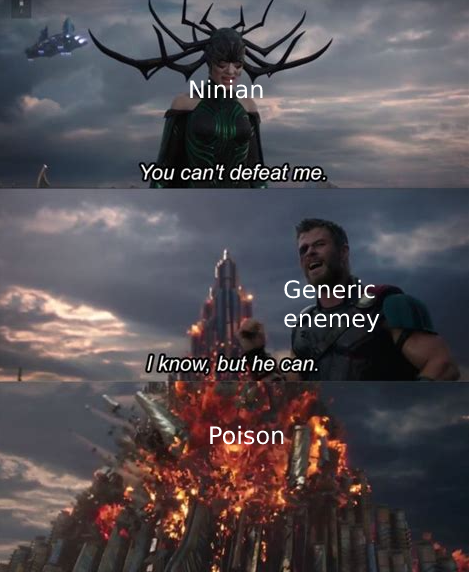 Ninian
You can't defeat me.
Generic
enemey
I know, but he can.
Poison